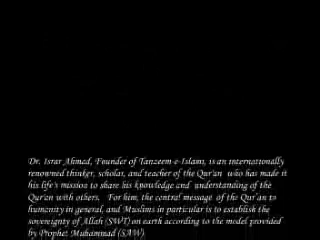 Dr. Israr Ahmed, Founder of Tanzeem-e-Islami, is an internationally
renowned thinker, scholar, and teacher of the Qur'an who has made it
his life's mission to share his knowledge and understanding of the
Qur'an with others. For him, the central message of the Qur'an to
humanity in general, and Muslims in particular is to establish the
sovereignty of Allah (SWT) on earth according to the model provided
by Prophet Muhammad (SAW)